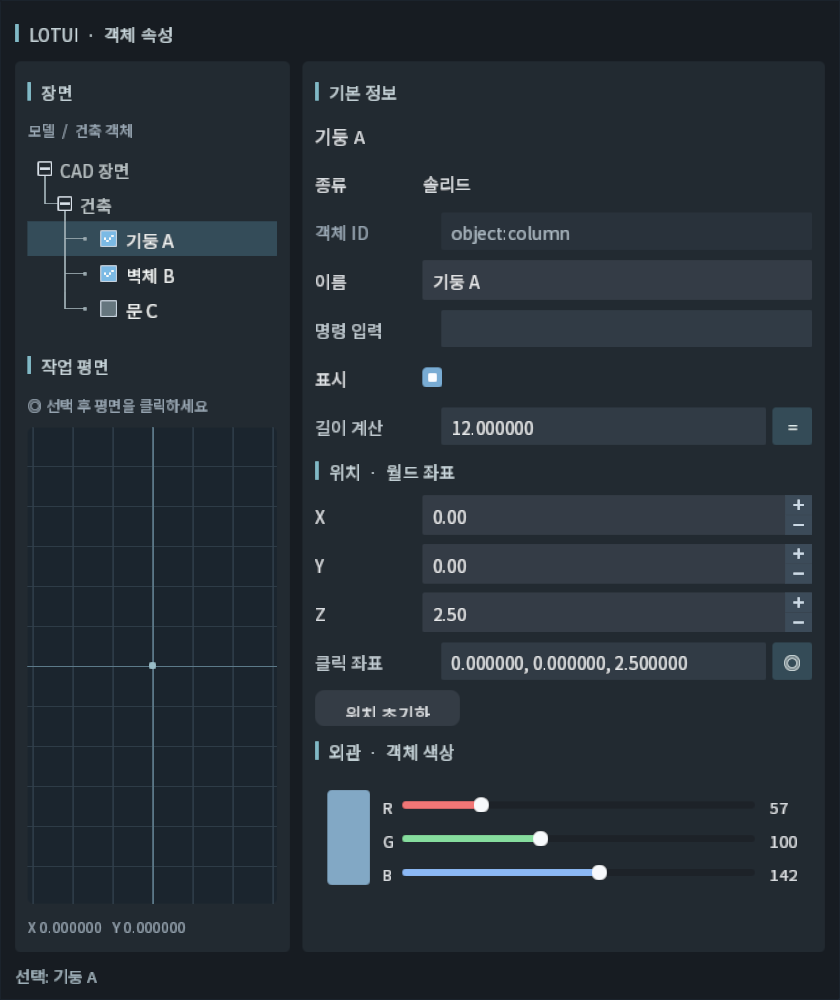 LOTUI · 객체 속성
장면
모델 / 건축 객체
CAD 장면
건축
기둥 A
벽체 B
문 C
작업 평면
◎ 선택 후 평면을 클릭하세요
X 0.000000 Y 0.000000
기본 정보
기둥 A
종류 솔리드
객체 ID object:column
이름 기둥 A
명령 입력
표시
길이 계산 12.000000 =
위치 · 월드 좌표
X 0.00 + −
Y 0.00 + −
Z 2.50 + −
클릭 좌표 0.000000, 0.000000, 2.500000 ◎
위치 초기화
외관 · 객체 색상
R 57
G 100
B 142
선택: 기둥 A